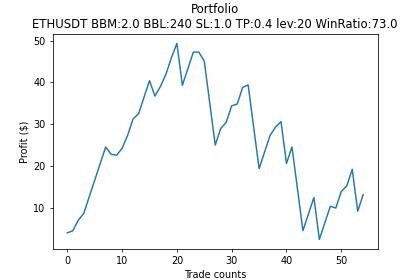 Portfolio
ETHUSDT BBM:2.0 BBL:240 SL:1.0 TP:0.4 lev:20 WinRatio:73.0
50
40
30
20
10
Profit ($)
0
10
20
30
40
50
Trade counts